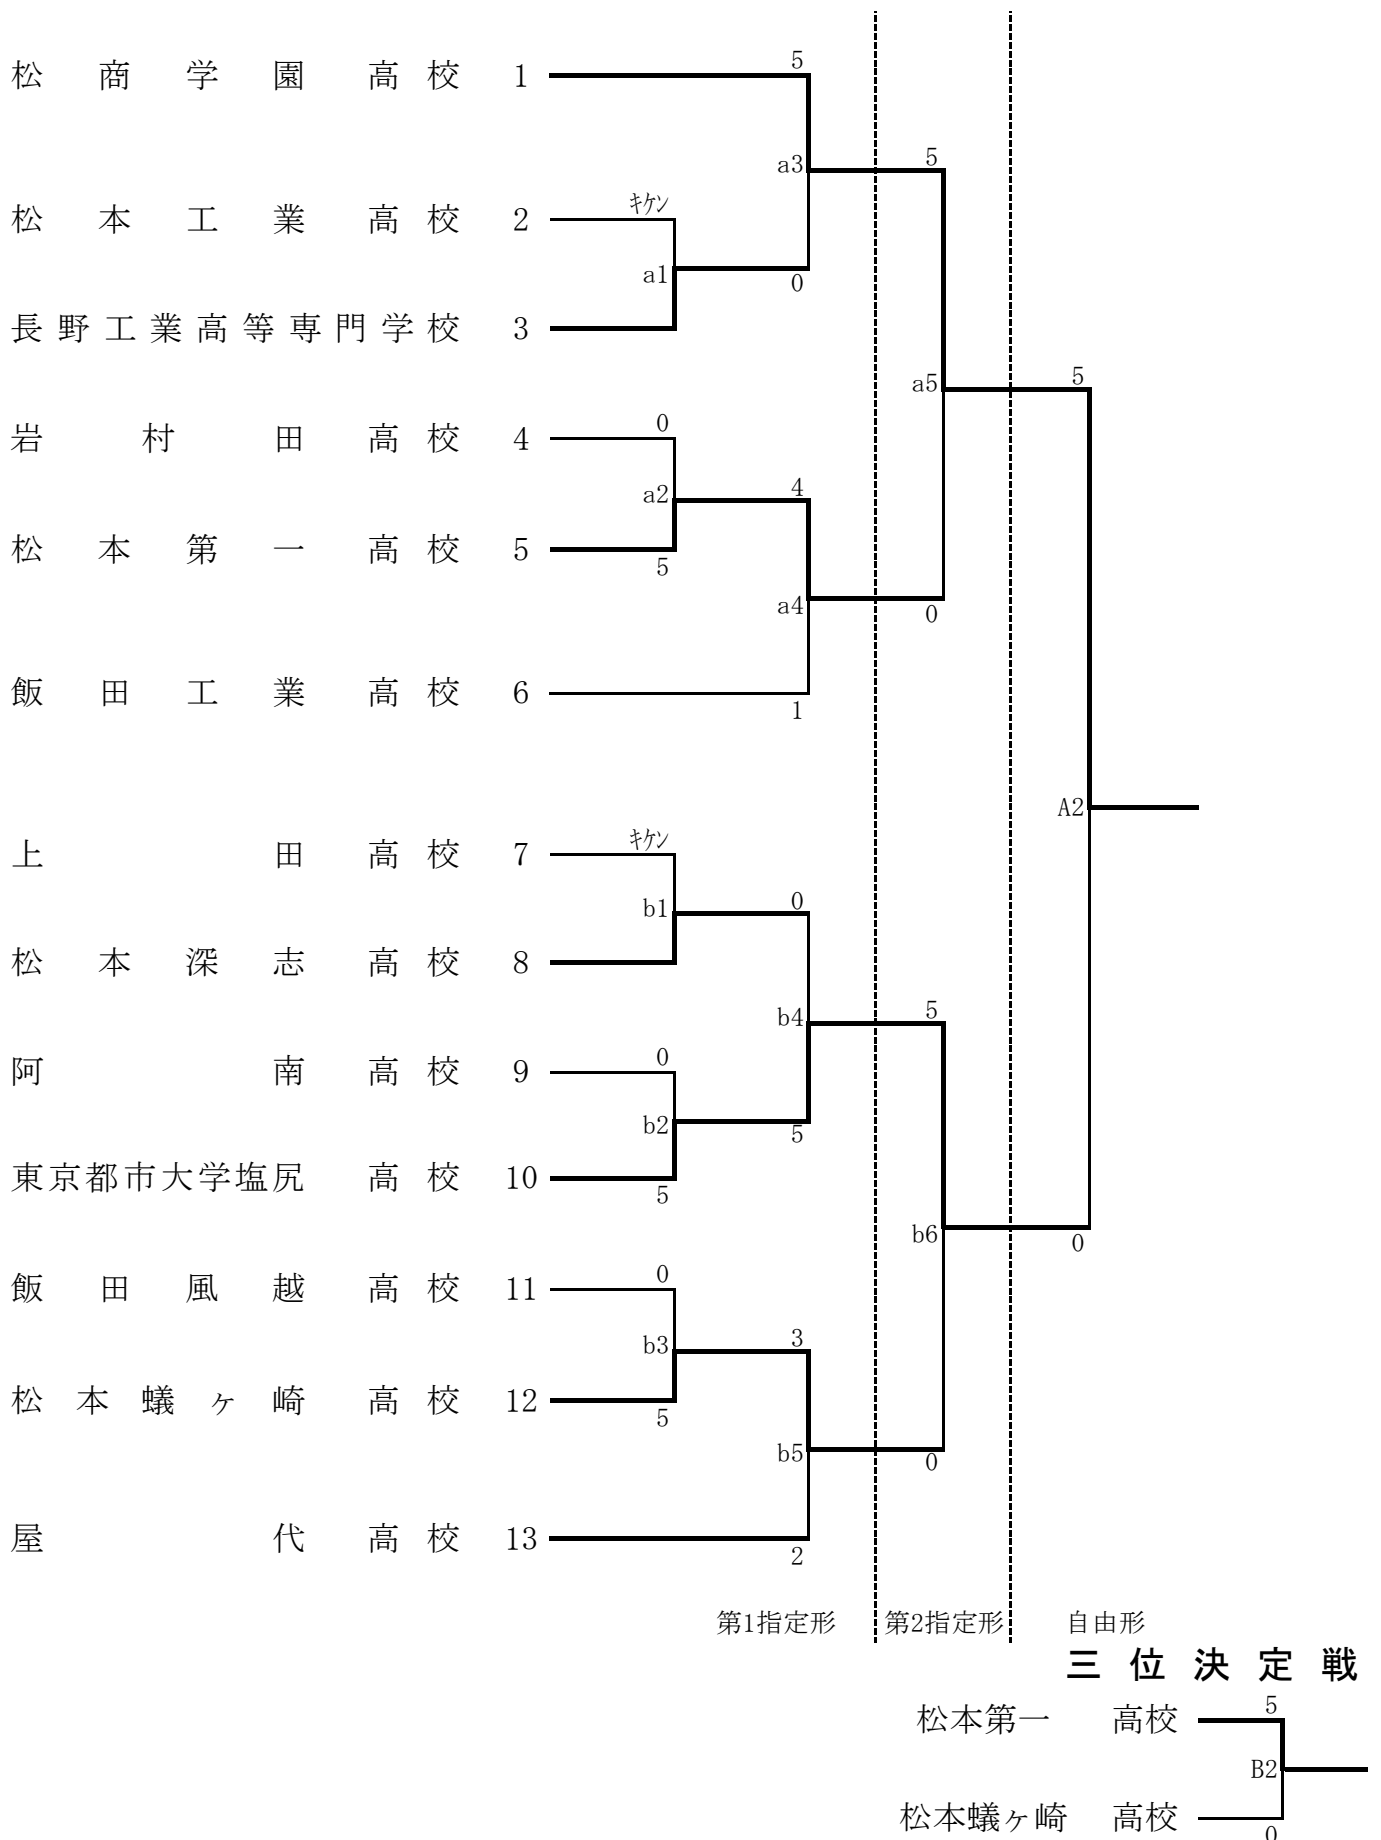 5
松商学園高校 1
a3 5
キケン
松本工業高校 2
a1 0
長野工業高等専門学校 3
a5 5
0
岩村田高校 4
a2 4
松本第一高校 5
5
a4 0
飯田工業高校 6
1
A2
キケン
上田高校 7
b1 0
松本深志高校 8
b4 5
0
阿南高校 9
b2 5
東京都市大学塩尻高校 10
5
b6 0
0
飯田風越高校 11
b3 3
松本蟻ヶ崎高校 12
5
b5 0
屋代高校 13
2
第1指定形 第2指定形 自由形
三位決定戦
5
松本第一高校
B2
松本蟻ヶ崎高校
0